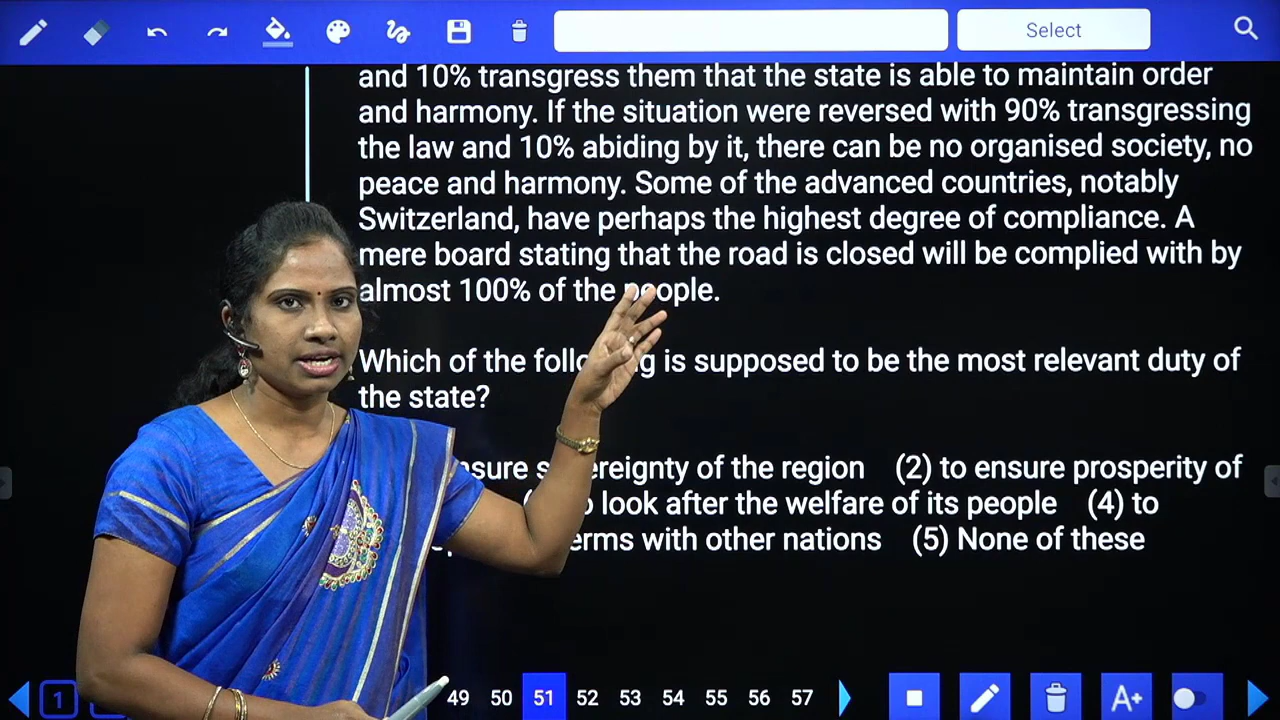 Select
and 10% transgress them that the state is able to maintain order
and harmony. If the situation were reversed with 90% transgressing
the law and 10% abiding by it, there can be no organised society, no
peace and harmony. Some of the advanced countries, notably
Switzerland, have perhaps the highest degree of compliance. A
mere board stating that the road is closed will be complied with by
almost 100% of the people.
Which of the is supposed to be the most relevant duty of
the state?
of the region (2) to ensure prosperity of
look after the welfare of its people (4) to
with other nations (5) None of these
1 49 50 51 52 53 54 55 56 57 A+